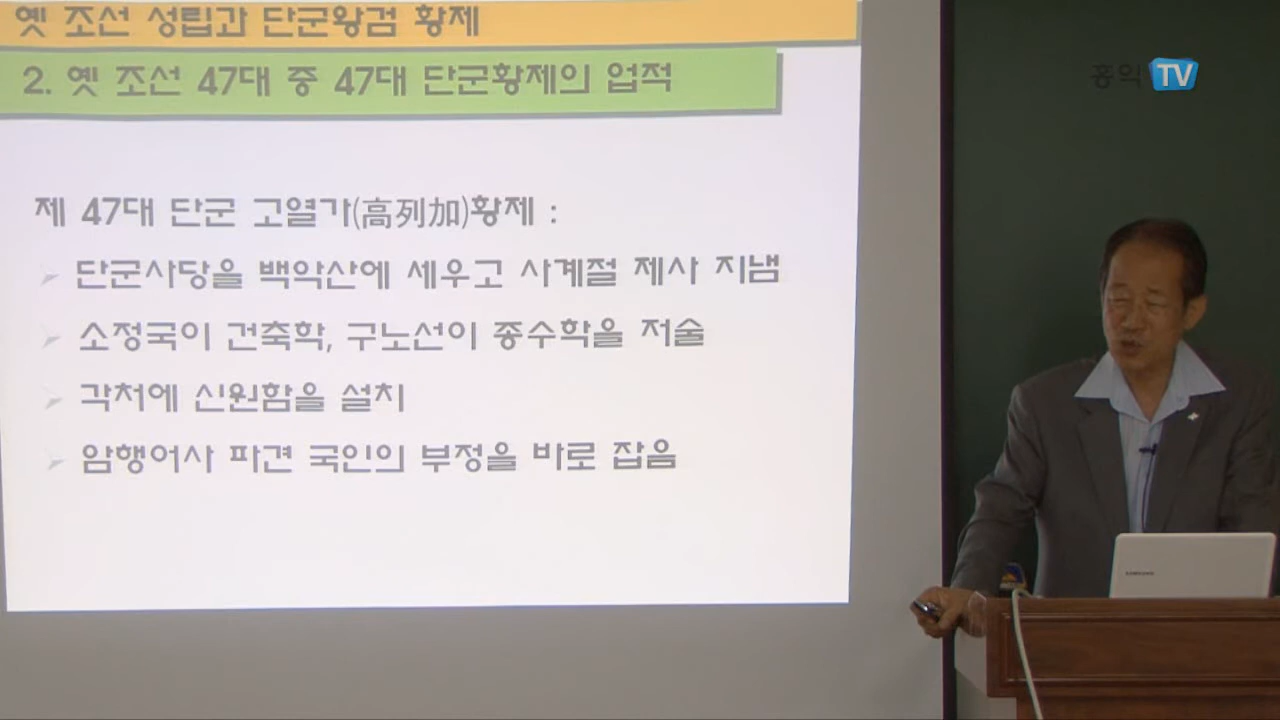 옛 조선 성립과 단군왕검 황제
2. 옛 조선 47대 중 47대 단군황제의 업적
홍익 TV
제 47대 단군 고열가(高列加)황제 :
단군사당을 백악산에 세우고 사계절 제사 지냄
소정국이 건축학, 구노선이 종수학을 저술
각처에 신원함을 설치
암행어사 파견 국인의 부정을 바로 잡음
SAMSUNG